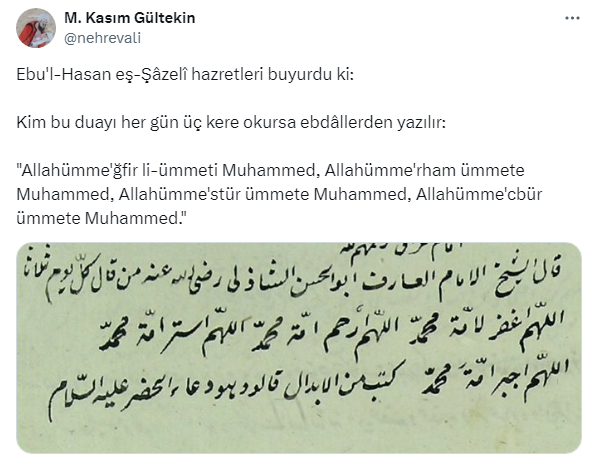 M. Kasım Gültekin
@nehrevali
Ebu'l-Hasan eş-Şâzelî hazretleri buyurdu ki:
Kim bu duayı her gün üç kere okursa ebdâllerden yazılır:
"Allahümme'ğfir li-ümmeti Muhammed, Allahümme'rham ümmete
Muhammed, Allahümme'stür ümmete Muhammed, Allahümme'cbür
ümmete Muhammed."
قال الشيخ الامام العارف ابو الحسن الشاذلى رضى الله عنه من قال كل يوم ثلاثا
اللهم اغفر لامة محمد اللهم ارحم امة محمد اللهم استر امة محمد
اللهم اجبر امة محمد كتب من الابدال قالوا وهو دعاء الخضر عليه السلام